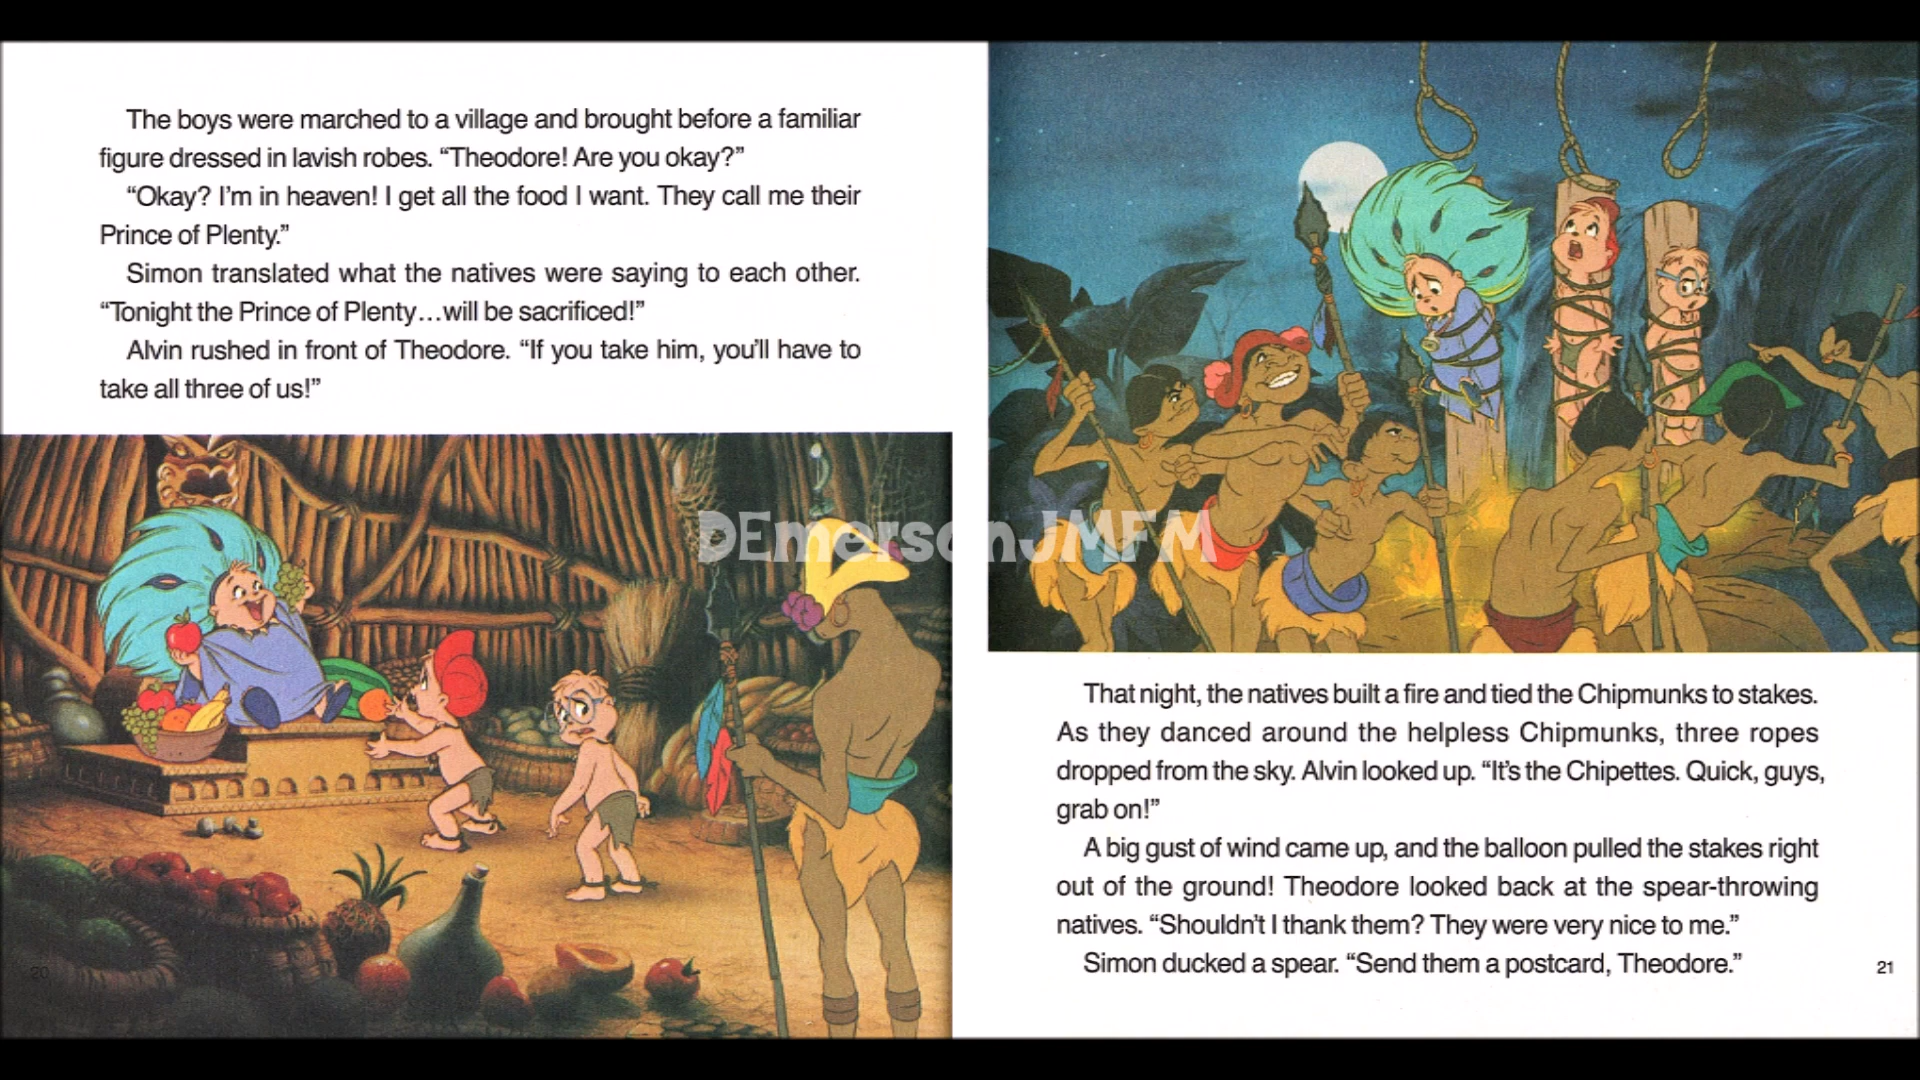 The boys were marched to a village and brought before a familiar
figure dressed in lavish robes. “Theodore! Are you okay?”
“Okay? I’m in heaven! I get all the food I want. They call me their
Prince of Plenty.”
Simon translated what the natives were saying to each other.
“Tonight the Prince of Plenty…will be sacrificed!”
Alvin rushed in front of Theodore. “If you take him, you’ll have to
take all three of us!”
20
DEmersonJMFM
That night, the natives built a fire and tied the Chipmunks to stakes.
As they danced around the helpless Chipmunks, three ropes
dropped from the sky. Alvin looked up. “It’s the Chipettes. Quick, guys,
grab on!”
A big gust of wind came up, and the balloon pulled the stakes right
out of the ground! Theodore looked back at the spear-throwing
natives. “Shouldn’t I thank them? They were very nice to me.”
Simon ducked a spear. “Send them a postcard, Theodore.”
21